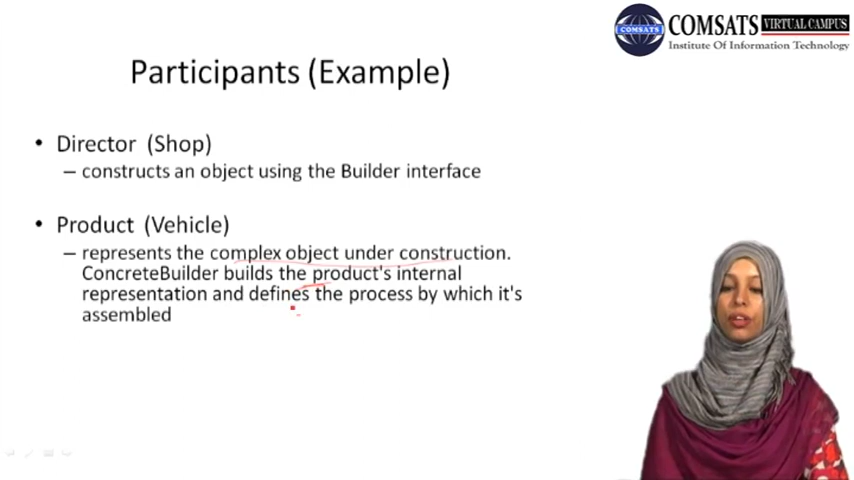 COMSATS
COMSATS VIRTUAL CAMPUS
Institute Of Information Technology
Participants (Example)
• Director (Shop)
– constructs an object using the Builder interface
• Product (Vehicle)
– represents the complex object under construction.
ConcreteBuilder builds the product's internal
representation and defines the process by which it's
assembled